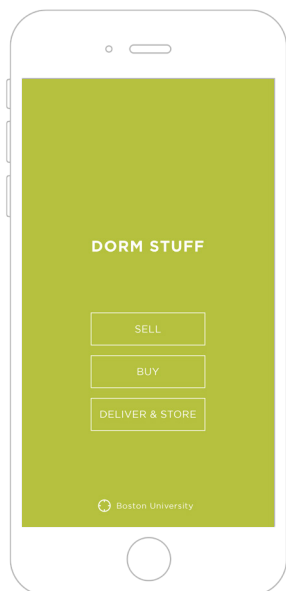 DORM STUFF
SELL
BUY
DELIVER & STORE
Boston University